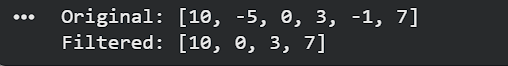 Original: [10, -5, 0, 3, -1, 7]
Filtered: [10, 0, 3, 7]